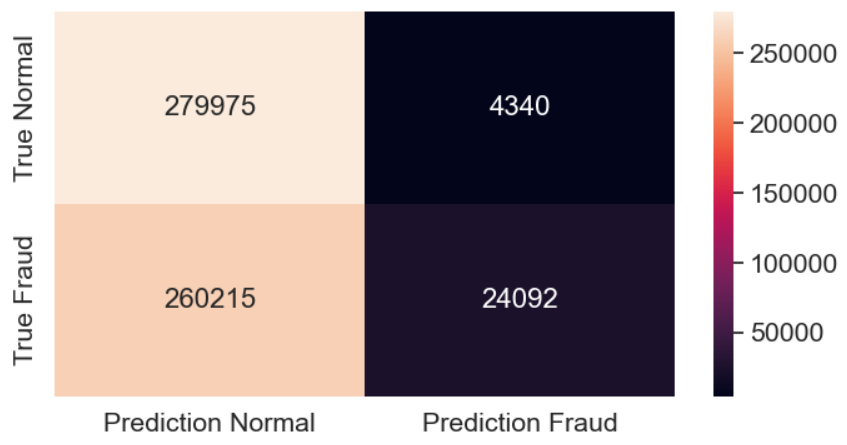 True Normal
279975
4340
True Fraud
260215
24092
Prediction Normal
Prediction Fraud
250000
200000
150000
100000
50000